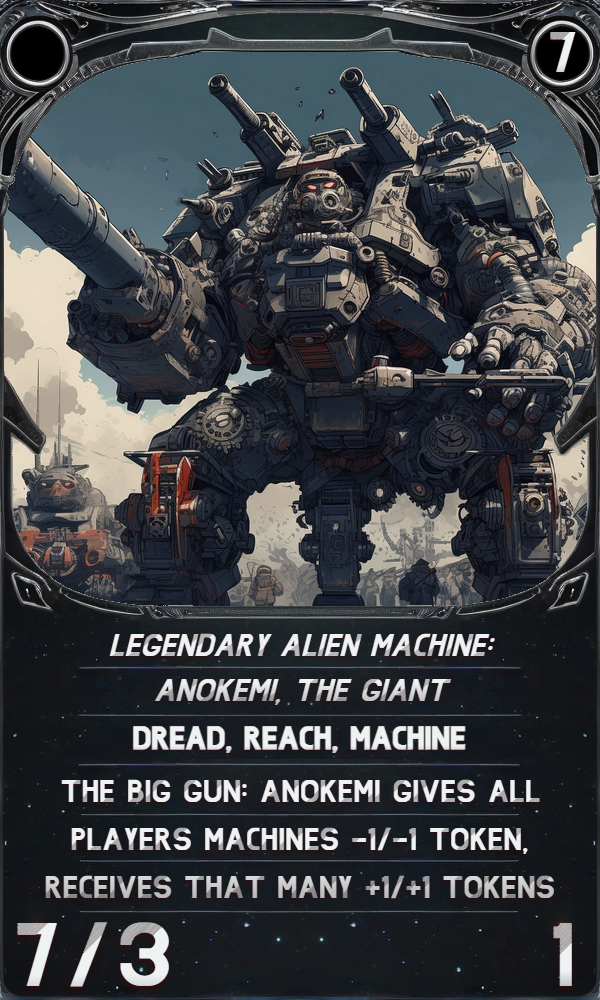 7
LEGENDARY ALIEN MACHINE:
ANOKEMI, THE GIANT
DREAD, REACH, MACHINE
THE BIG GUN: ANOKEMI GIVES ALL
PLAYERS MACHINES -1/-1 TOKEN,
RECEIVES THAT MANY +1/+1 TOKENS
7/3
1